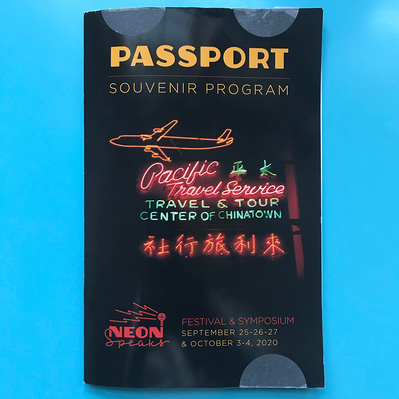 PASSPORT
SOUVENIR PROGRAM
Pacific 平太
Travel Service
TRAVEL & TOUR
CENTER OF CHINATOWN
社行旅利來
NEON
Speaks
FESTIVAL & SYMPOSIUM
SEPTEMBER 25-26-27
& OCTOBER 3-4, 2020